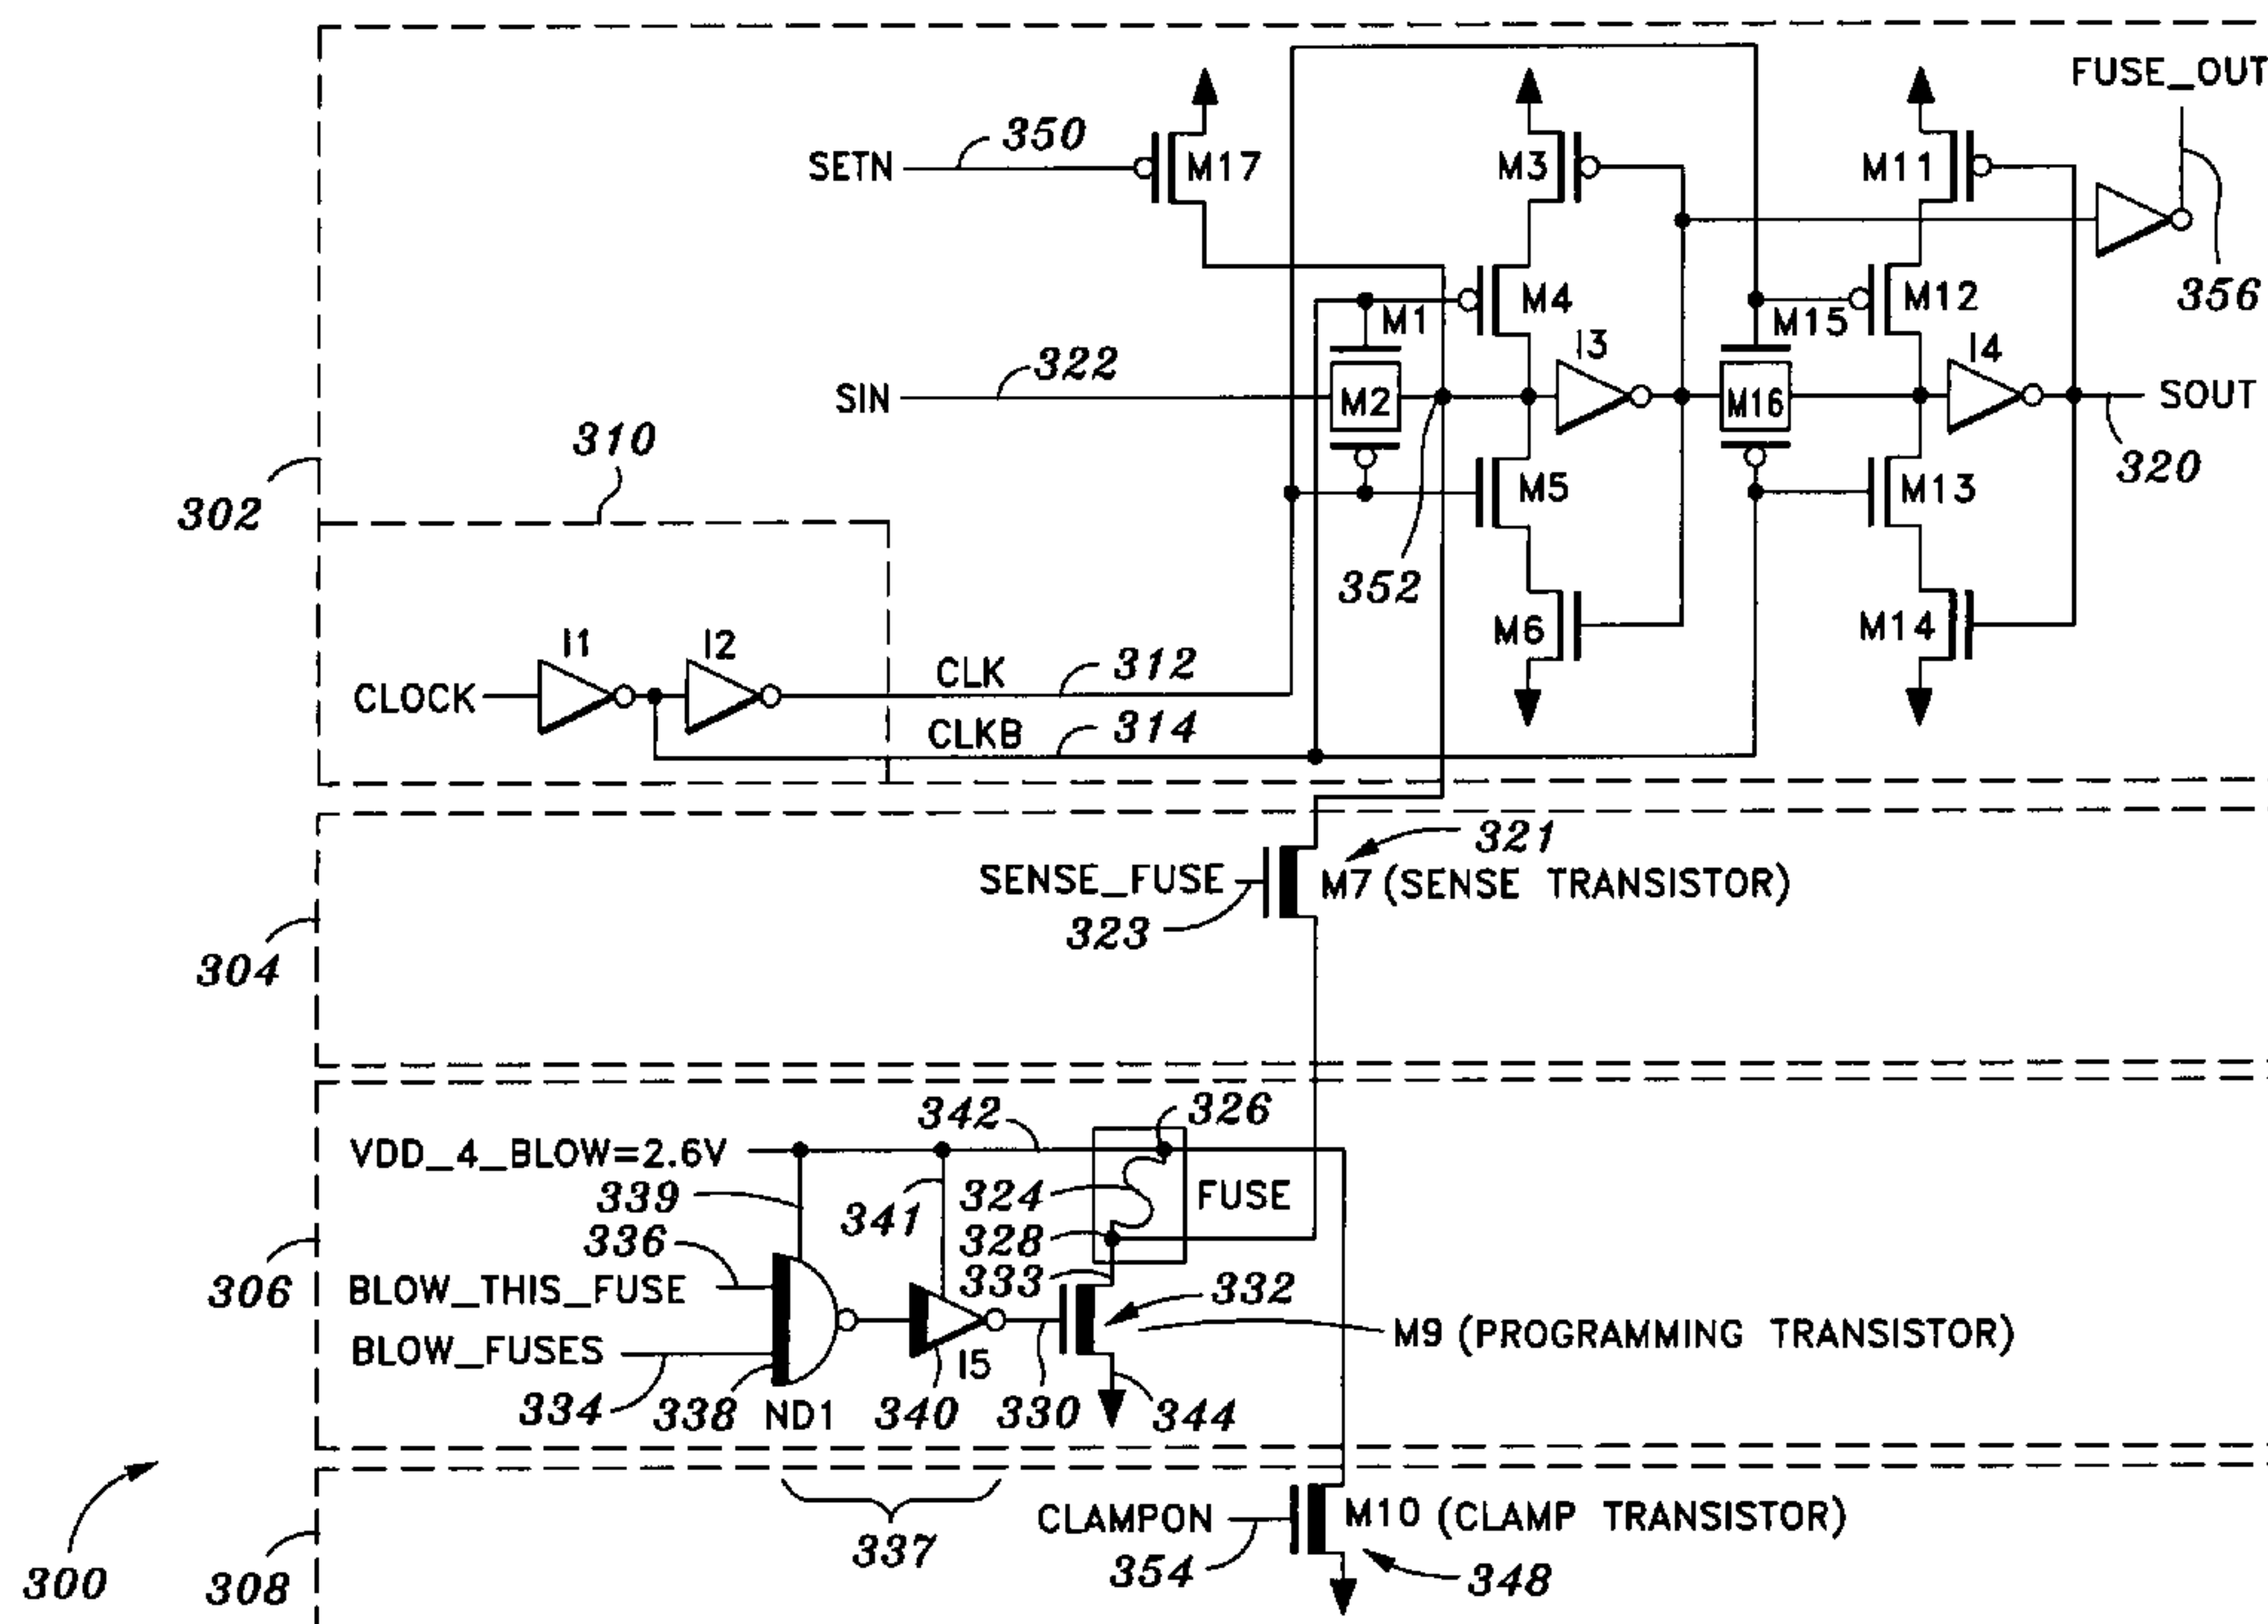 FUSE_OUT
350
SETN
M17
M3
M11
356
M4
M12
M1
M15
322
I3
I4
SIN
M2
M16
SOUT
310
320
302
M5
M13
352
M6
M14
I1
I2
CLK
312
CLOCK
CLKB
314
321
SENSE_FUSE
M7 (SENSE TRANSISTOR)
323
304
342
326
VDD_4_BLOW=2.6V
339
341
324
FUSE
336
328
306
BLOW_THIS_FUSE
333
332
M9 (PROGRAMMING TRANSISTOR)
BLOW_FUSES
I5
334
338
ND1
340
330
344
CLAMPON
M10 (CLAMP TRANSISTOR)
337
354
348
300
308